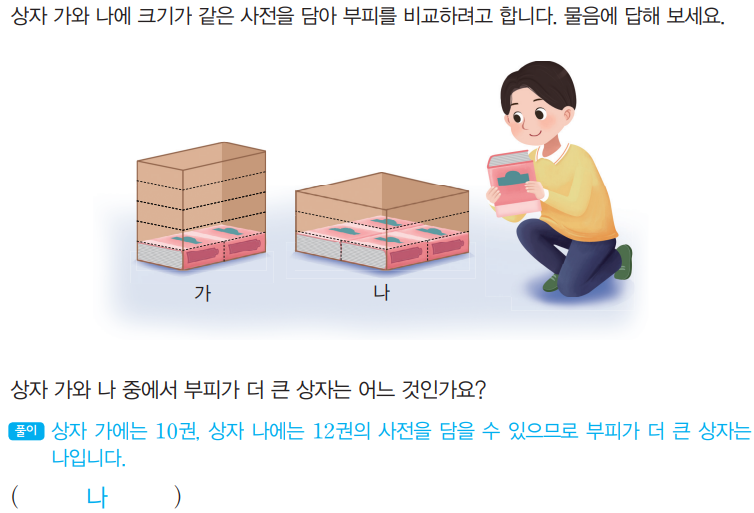 상자 가와 나에 크기가 같은 사전을 담아 부피를 비교하려고 합니다. 물음에 답해 보세요.
가
나
상자 가와 나 중에서 부피가 더 큰 상자는 어느 것인가요?
풀이 상자 가에는 10권, 상자 나에는 12권의 사전을 담을 수 있으므로 부피가 더 큰 상자는
나입니다.
( 나 )